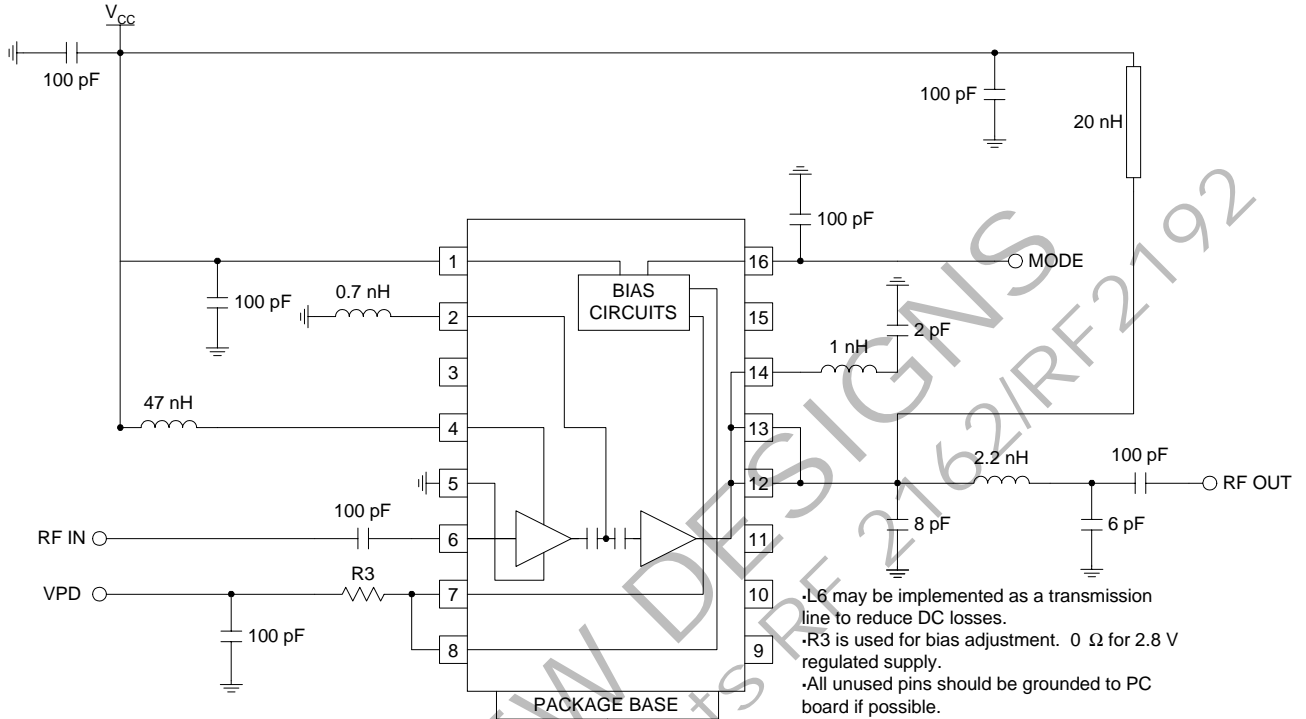 VCC
100 pF
100 pF
20 nH
100 pF
1
16
MODE
BIAS
CIRCUITS
100 pF
0.7 nH
2
15
2 pF
1 nH
3
14
47 nH
4
13
2.2 nH
100 pF
5
12
RF OUT
100 pF
8 pF
6 pF
RF IN
6
11
R3
VPD
7
10
100 pF
8
9
·L6 may be implemented as a transmission
line to reduce DC losses.
·R3 is used for bias adjustment. 0 Ω for 2.8 V
regulated supply.
·All unused pins should be grounded to PC
board if possible.
PACKAGE BASE
W DESIGNS
ts RF 2162/RF2192